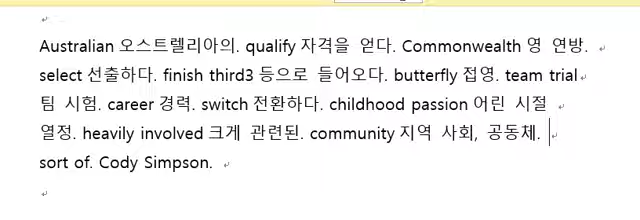 Australian 오스트렐리아의. qualify 자격을 얻다. Commonwealth 영 연방.
select 선출하다. finish third3 등으로 들어오다. butterfly 접영. team trial
팀 시험. career 경력. switch 전환하다. childhood passion 어린 시절
열정. heavily involved 크게 관련된. community 지역 사회, 공동체.
sort of. Cody Simpson.